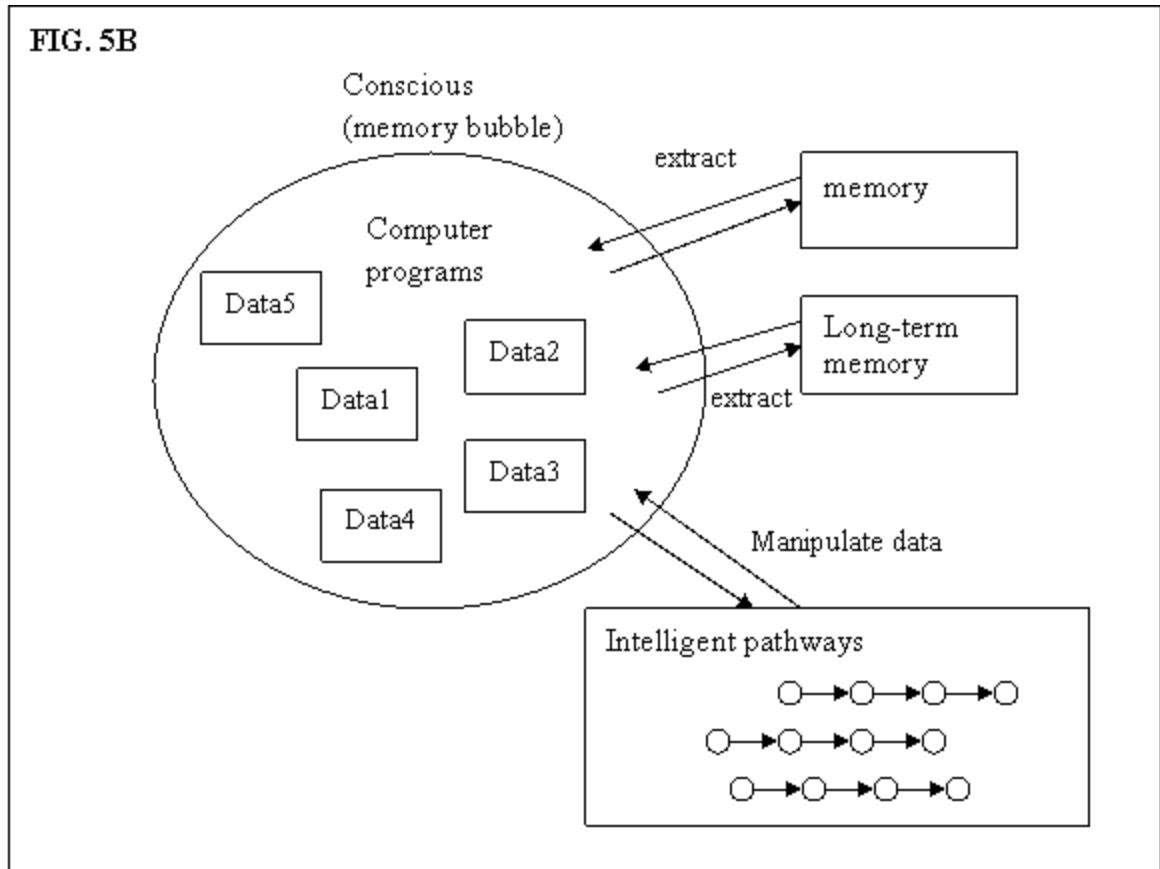 FIG. 5B
Conscious
(memory bubble)
extract
memory
Computer
programs
Data5
Data2
Long-term
memory
Data1
extract
Data3
Data4
Manipulate data
Intelligent pathways